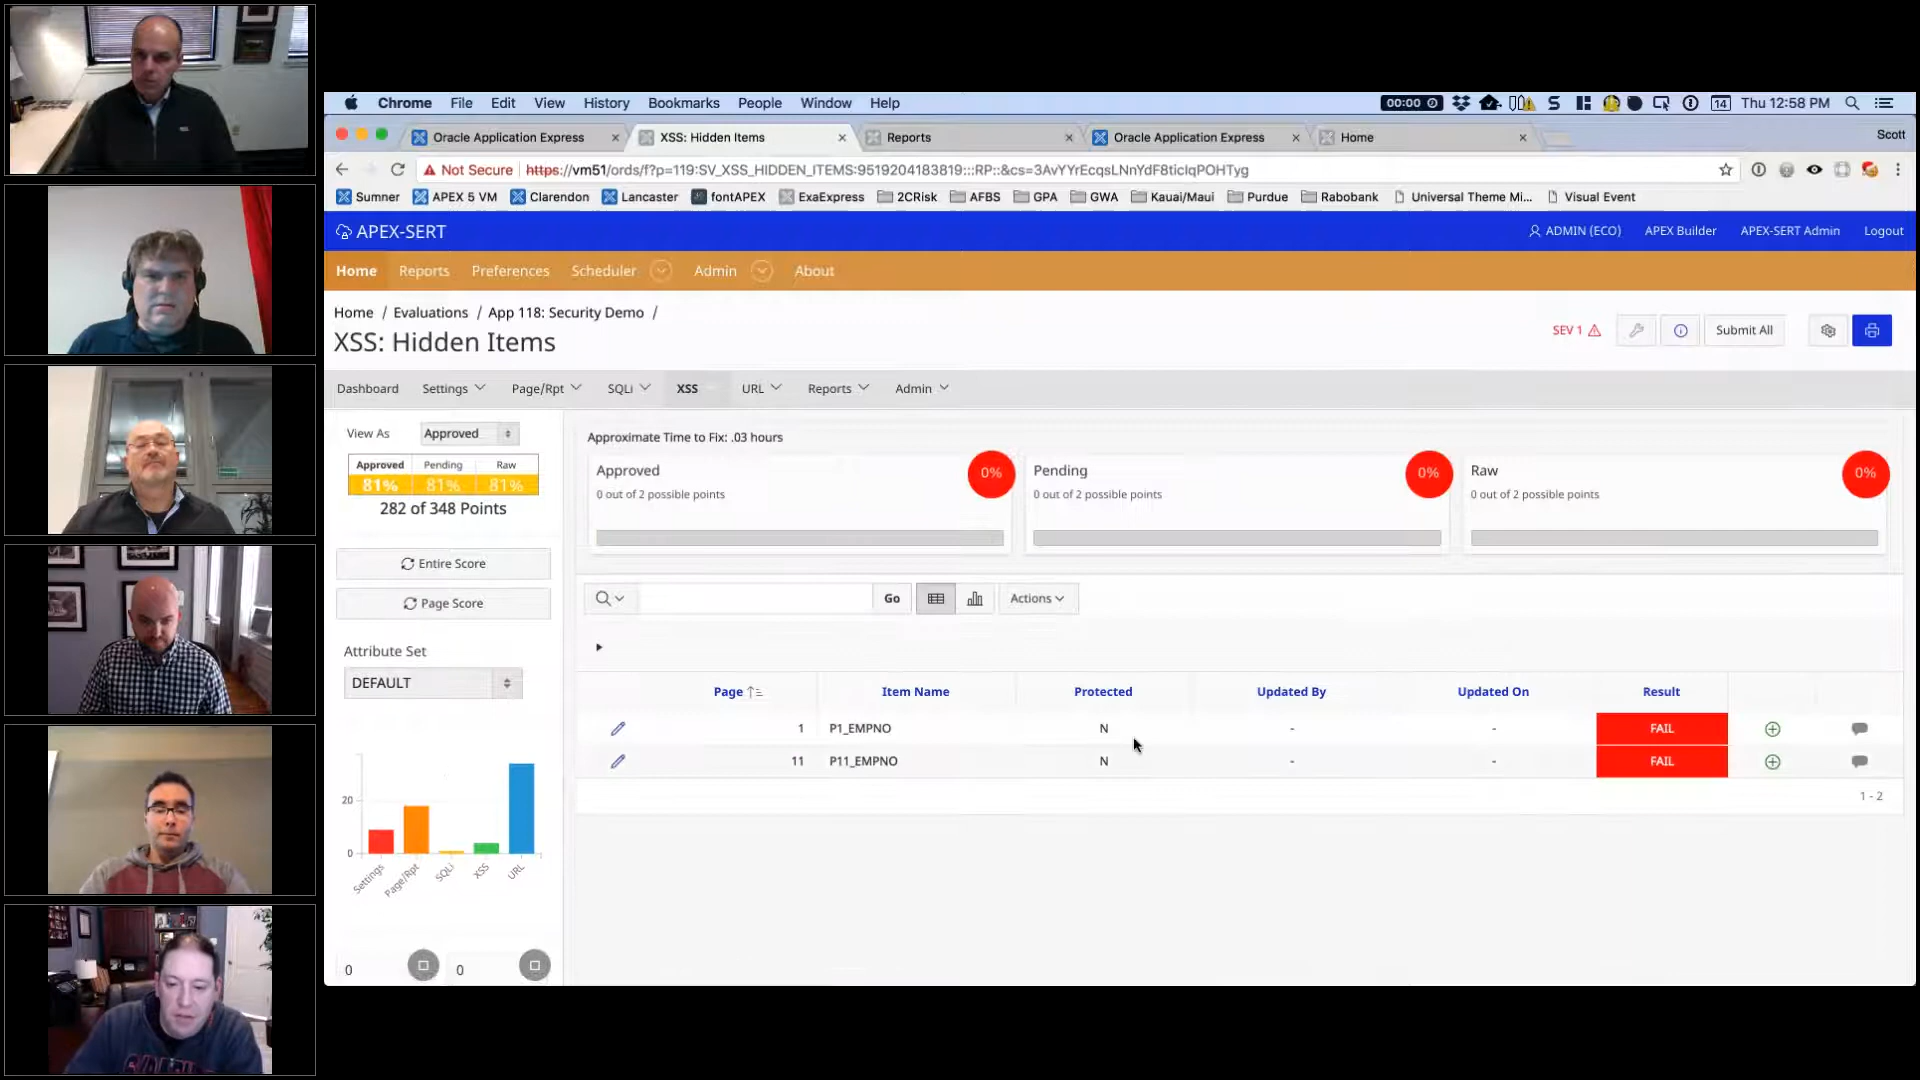 Chrome File Edit View History Bookmarks People Window Help 00:00 14 Thu 12:58 PM
Oracle Application Express XSS: Hidden Items Reports Oracle Application Express Home Scott
Not Secure https://vm51/ords/f?p=119:SV_XSS_HIDDEN_ITEMS:9519204183819:::RP::&cs=3AvYYrEcqsLNnYdF8ticIqPOHTyg
Sumner APEX 5 VM Clarendon Lancaster fontAPEX ExaExpress 2CRisk AFBS GPA GWA Kauai/Maui Purdue Rabobank Universal Theme Mi... Visual Event
APEX-SERT ADMIN (ECO) APEX Builder APEX-SERT Admin Logout
Home Reports Preferences Scheduler Admin About
Home / Evaluations / App 118: Security Demo /
XSS: Hidden Items
SEV 1 Submit All
Dashboard Settings Page/Rpt SQLi XSS URL Reports Admin
View As Approved
Approved Pending Raw
81% 81% 81%
282 of 348 Points
Entire Score
Page Score
Attribute Set
DEFAULT
20
0
Settings Page/Rpt SQLi XSS URL
0 0
Approximate Time to Fix: .03 hours
Approved 0% Pending 0% Raw 0%
0 out of 2 possible points 0 out of 2 possible points 0 out of 2 possible points
Go Actions
Page Item Name Protected Updated By Updated On Result
1 P1_EMPNO N - - FAIL
11 P11_EMPNO N - - FAIL
1 - 2